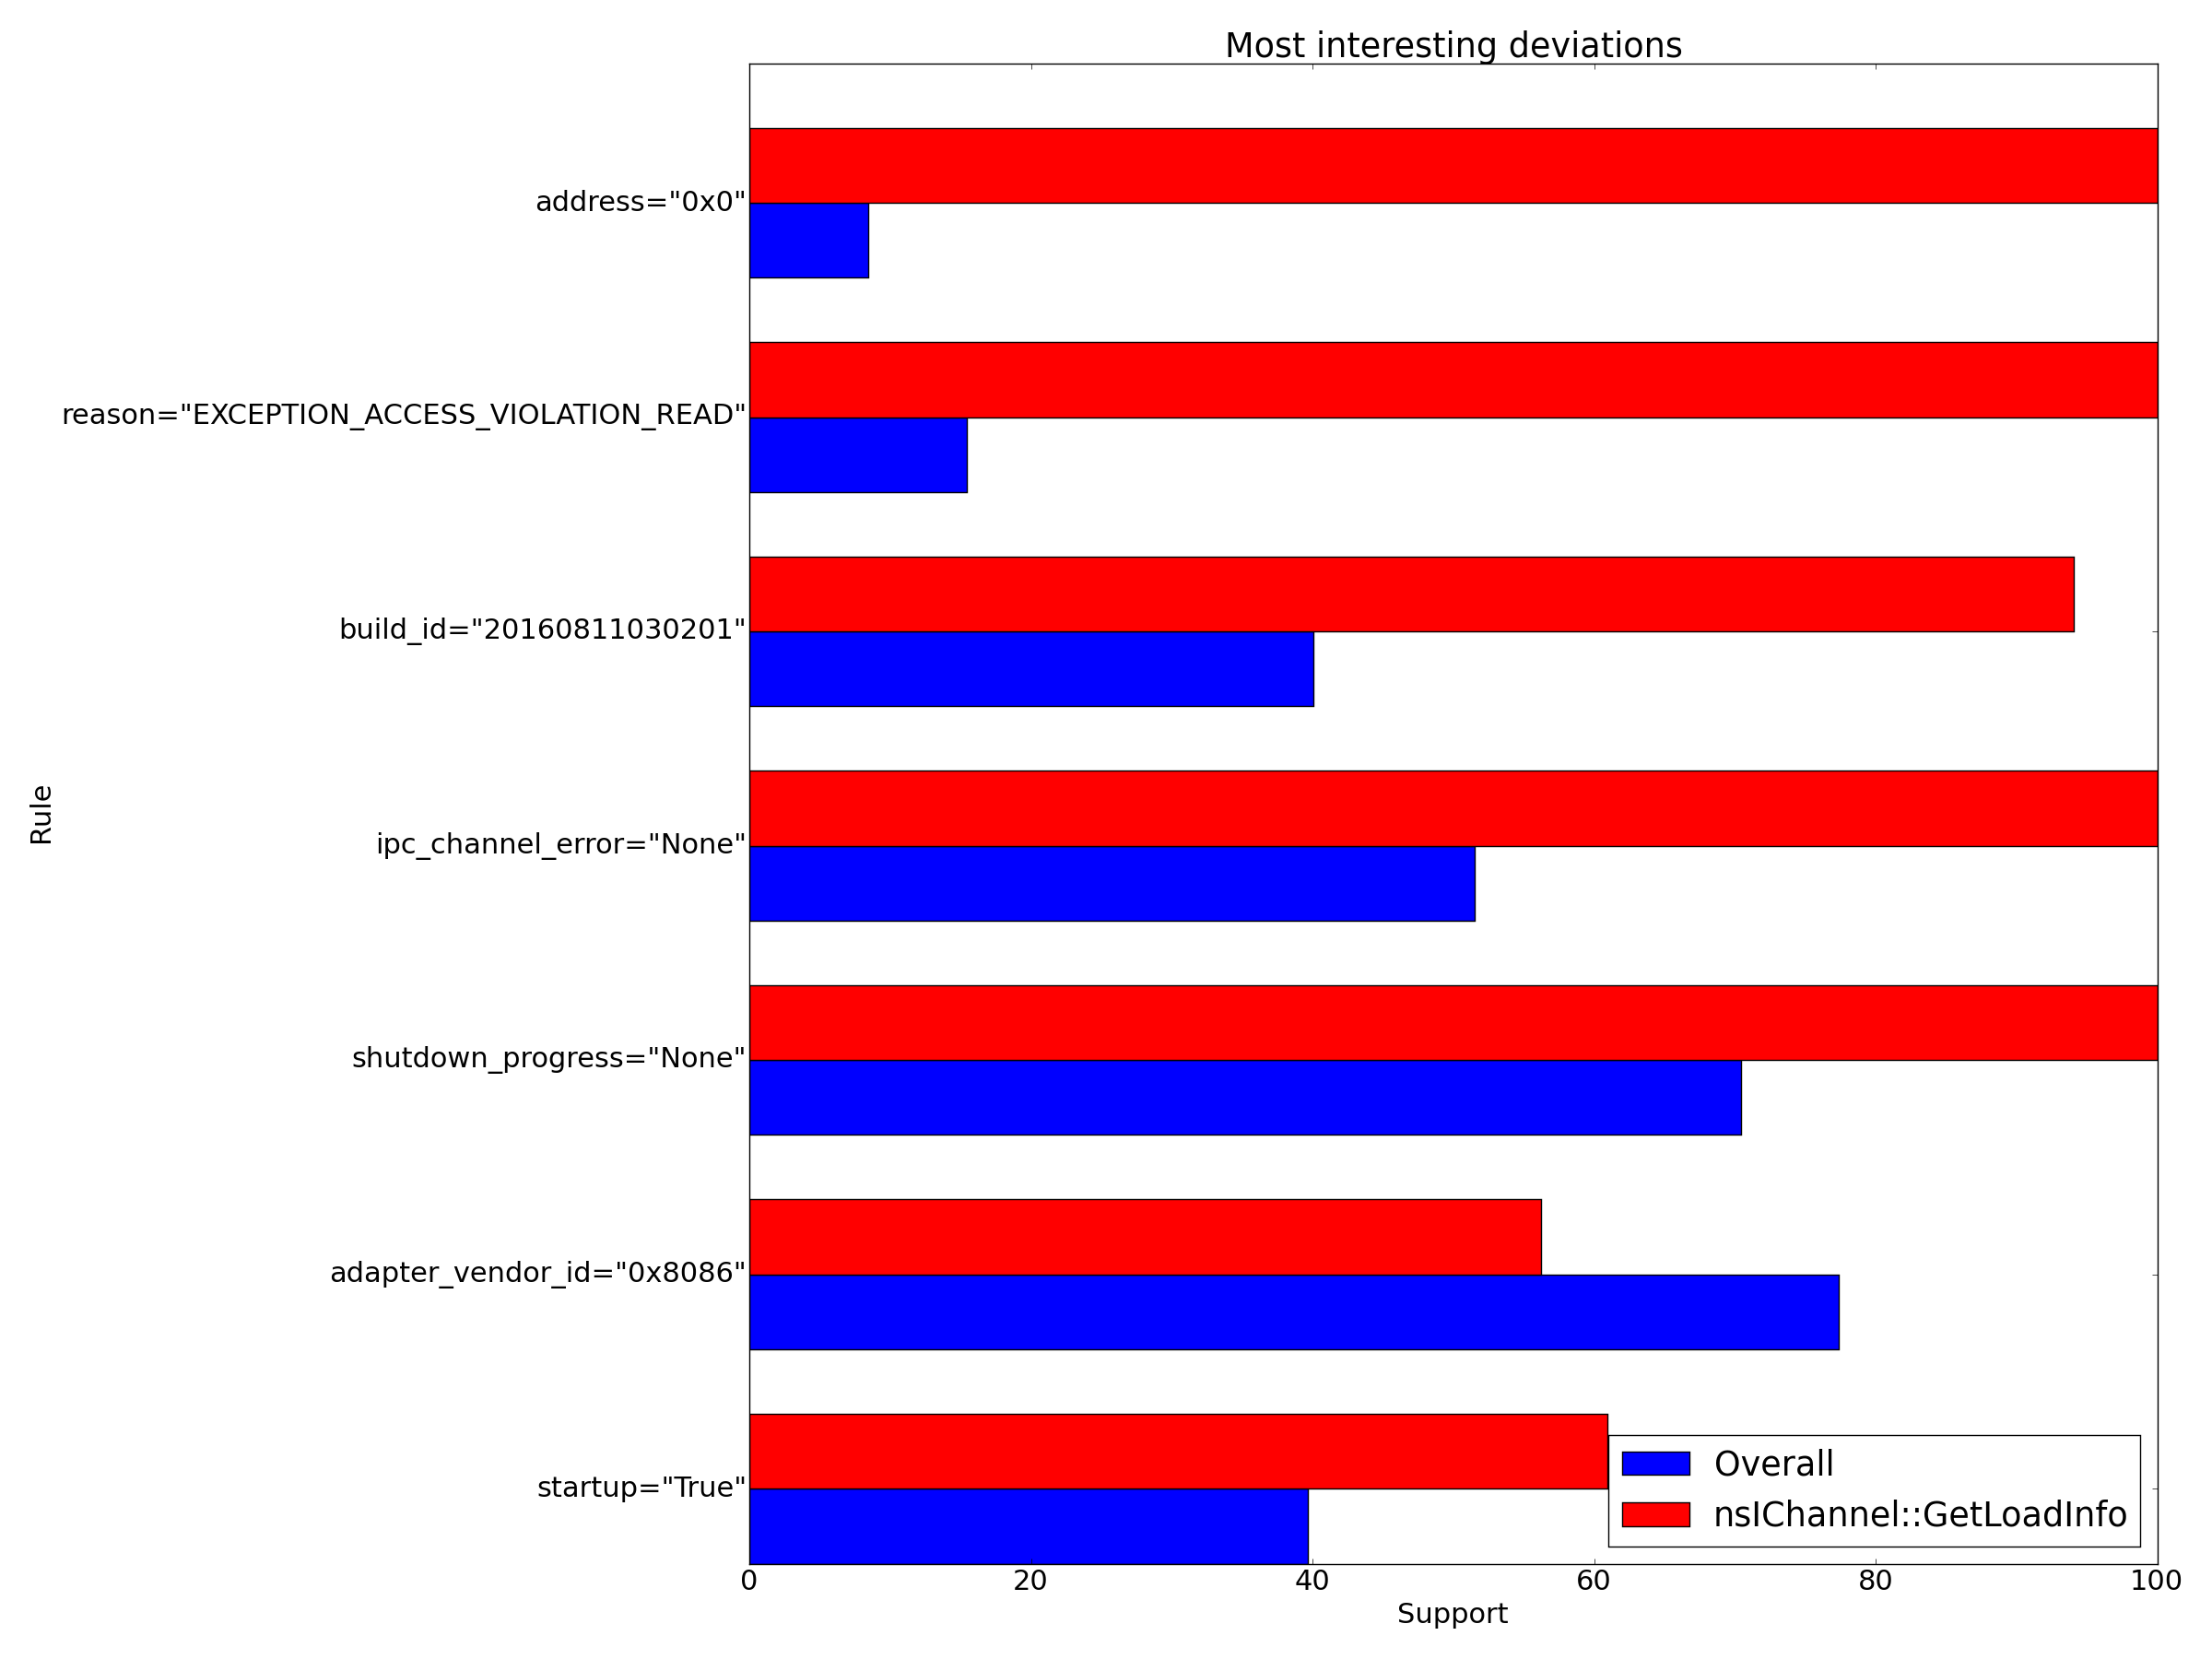 Most interesting deviations
address="0x0"
reason="EXCEPTION_ACCESS_VIOLATION_READ"
build_id="20160811030201"
ipc_channel_error="None"
shutdown_progress="None"
adapter_vendor_id="0x8086"
startup="True"
Rule
Overall
nsIChannel::GetLoadInfo
0 20 40 60 80 100
Support